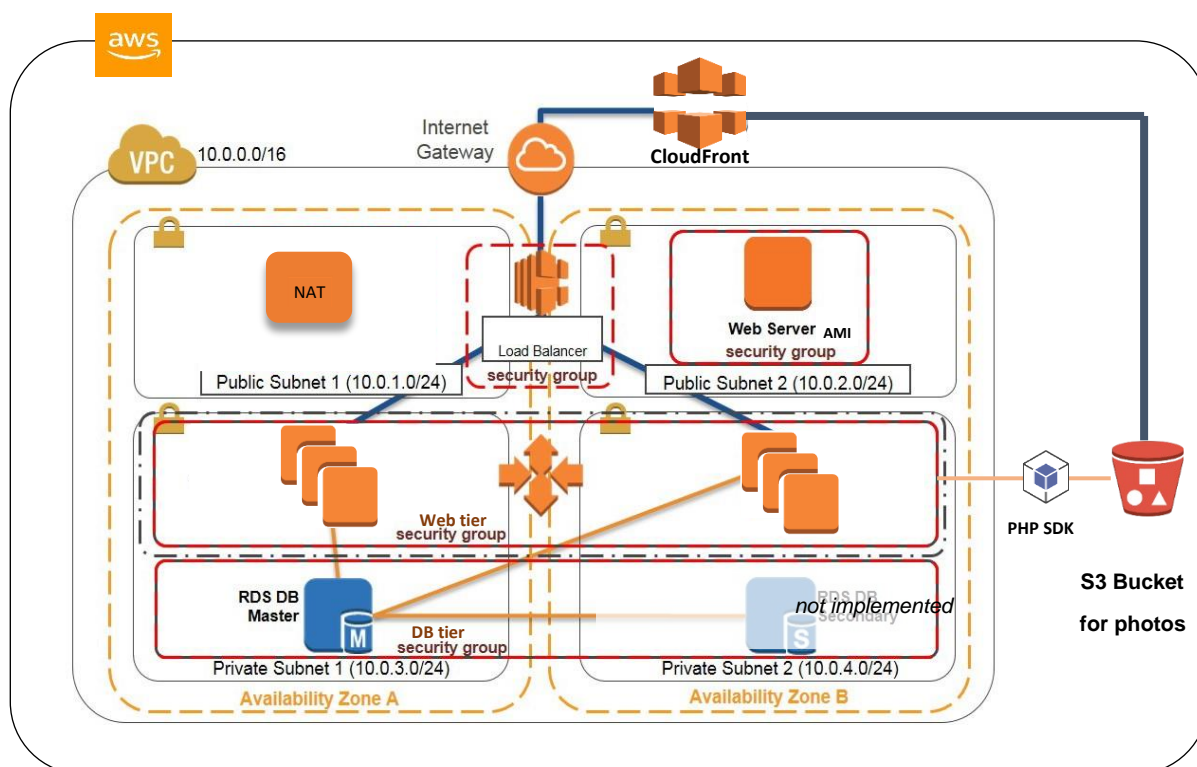 aws
Internet
Gateway
CloudFront
VPC
10.0.0.0/16
NAT
Web Server AMI
security group
Load Balancer
security group
Public Subnet 1 (10.0.1.0/24)
Public Subnet 2 (10.0.2.0/24)
Web tier
security group
PHP SDK
S3 Bucket
for photos
RDS DB
Master
M
DB tier
security group
RDS DB
Secondary
not implemented
S
Private Subnet 1 (10.0.3.0/24)
Private Subnet 2 (10.0.4.0/24)
Availability Zone A
Availability Zone B